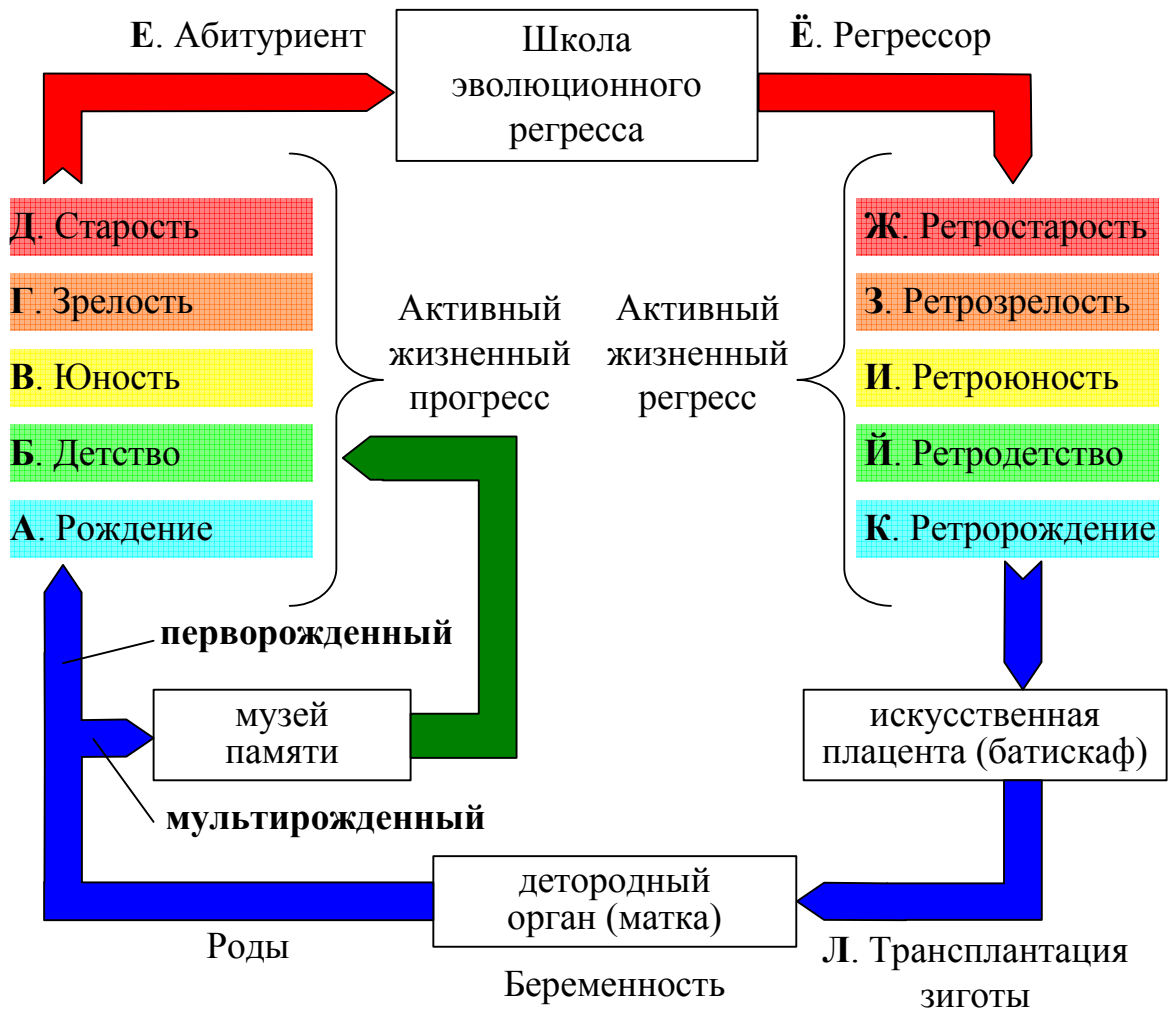 Е. Абитуриент
Школа
эволюционного
регресса
Ё. Регрессор
Д. Старость
Г. Зрелость
В. Юность
Б. Детство
А. Рождение
Активный
жизненный
прогресс
Активный
жизненный
регресс
Ж. Ретростарость
З. Ретрозрелость
И. Ретроюность
Й. Ретродетство
К. Ретророждение
перворожденный
музей
памяти
мультирожденный
искусственная
плацента (батискаф)
детородный
орган (матка)
Роды
Беременность
Л. Трансплантация
зиготы